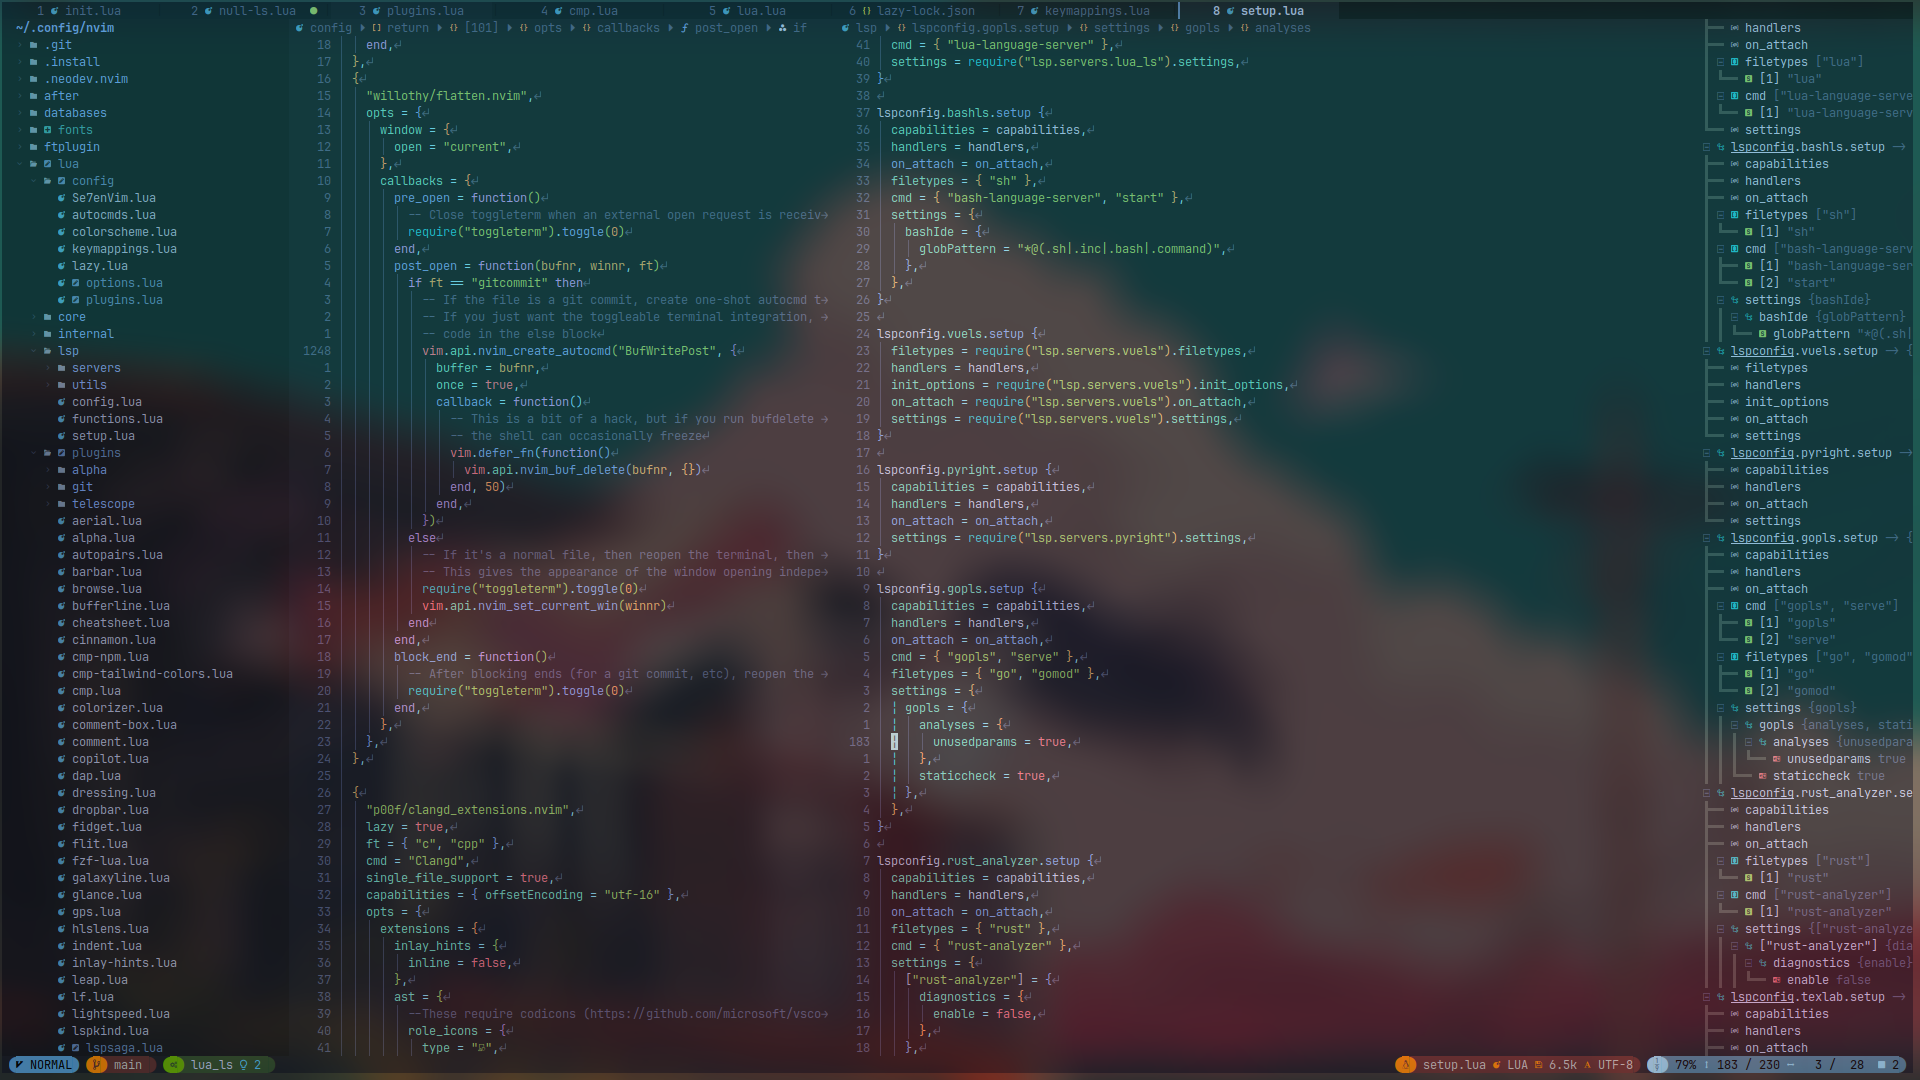 1 init.lua 2 null-ls.lua 3 plugins.lua 4 cmp.lua 5 lua.lua 6 {} lazy-lock.json 7 keymappings.lua 8 setup.lua
~/.config/nvim
.git
.install
.neodev.nvim
after
databases
fonts
ftplugin
lua
config
Se7enVim.lua
autocmds.lua
colorscheme.lua
keymappings.lua
lazy.lua
options.lua
plugins.lua
core
internal
lsp
servers
utils
config.lua
functions.lua
setup.lua
plugins
alpha
git
telescope
aerial.lua
alpha.lua
autopairs.lua
barbar.lua
browse.lua
bufferline.lua
cheatsheet.lua
cinnamon.lua
cmp-npm.lua
cmp-tailwind-colors.lua
cmp.lua
colorizer.lua
comment-box.lua
comment.lua
copilot.lua
dap.lua
dressing.lua
dropbar.lua
fidget.lua
flit.lua
fzf-lua.lua
galaxyline.lua
glance.lua
gps.lua
hlslens.lua
indent.lua
inlay-hints.lua
leap.lua
lf.lua
lightspeed.lua
lspkind.lua
lspsaga.lua
config > [] return > {} [101] > {} opts > {} callbacks > post_open > if
18 end,↵
17 },↵
16 {↵
15 "willothy/flatten.nvim",↵
14 opts = {↵
13 window = {↵
12 open = "current",↵
11 },↵
10 callbacks = {↵
9 pre_open = function()↵
8 -- Close toggleterm when an external open request is receiv→
7 require("toggleterm").toggle(0)↵
6 end,↵
5 post_open = function(bufnr, winnr, ft)↵
4 if ft == "gitcommit" then↵
3 -- If the file is a git commit, create one-shot autocmd t→
2 -- If you just want the toggleable terminal integration, →
1 -- code in the else block↵
1248 vim.api.nvim_create_autocmd("BufWritePost", {↵
1 buffer = bufnr,↵
2 once = true,↵
3 callback = function()↵
4 -- This is a bit of a hack, but if you run bufdelete →
5 -- the shell can occasionally freeze↵
6 vim.defer_fn(function()↵
7 vim.api.nvim_buf_delete(bufnr, {})↵
8 end, 50)↵
9 end,↵
10 })↵
11 else↵
12 -- If it's a normal file, then reopen the terminal, then →
13 -- This gives the appearance of the window opening indepe→
14 require("toggleterm").toggle(0)↵
15 vim.api.nvim_set_current_win(winnr)↵
16 end↵
17 end,↵
18 block_end = function()↵
19 -- After blocking ends (for a git commit, etc), reopen the →
20 require("toggleterm").toggle(0)↵
21 end,↵
22 },↵
23 },↵
24 },↵
25
26 {↵
27 "p00f/clangd_extensions.nvim",↵
28 lazy = true,↵
29 ft = { "c", "cpp" },↵
30 cmd = "Clangd",↵
31 single_file_support = true,↵
32 capabilities = { offsetEncoding = "utf-16" },↵
33 opts = {↵
34 extensions = {↵
35 inlay_hints = {↵
36 inline = false,↵
37 },↵
38 ast = {↵
39 --These require codicons (https://github.com/microsoft/vsco→
40 role_icons = {↵
41 type = "",↵
lsp > {} lspconfig.gopls.setup > {} settings > {} gopls > {} analyses
41 cmd = { "lua-language-server" },↵
40 settings = require("lsp.servers.lua_ls").settings,↵
39 }↵
38 ↵
37 lspconfig.bashls.setup {↵
36 capabilities = capabilities,↵
35 handlers = handlers,↵
34 on_attach = on_attach,↵
33 filetypes = { "sh" },↵
32 cmd = { "bash-language-server", "start" },↵
31 settings = {↵
30 bashIde = {↵
29 globPattern = "*@(.sh|.inc|.bash|.command)",↵
28 },↵
27 },↵
26 }↵
25 ↵
24 lspconfig.vuels.setup {↵
23 filetypes = require("lsp.servers.vuels").filetypes,↵
22 handlers = handlers,↵
21 init_options = require("lsp.servers.vuels").init_options,↵
20 on_attach = require("lsp.servers.vuels").on_attach,↵
19 settings = require("lsp.servers.vuels").settings,↵
18 }↵
17 ↵
16 lspconfig.pyright.setup {↵
15 capabilities = capabilities,↵
14 handlers = handlers,↵
13 on_attach = on_attach,↵
12 settings = require("lsp.servers.pyright").settings,↵
11 }↵
10 ↵
9 lspconfig.gopls.setup {↵
8 capabilities = capabilities,↵
7 handlers = handlers,↵
6 on_attach = on_attach,↵
5 cmd = { "gopls", "serve" },↵
4 filetypes = { "go", "gomod" },↵
3 settings = {↵
2 gopls = {↵
1 analyses = {↵
183 unusedparams = true,↵
1 },↵
2 staticcheck = true,↵
3 },↵
4 },↵
5 }↵
6 ↵
7 lspconfig.rust_analyzer.setup {↵
8 capabilities = capabilities,↵
9 handlers = handlers,↵
10 on_attach = on_attach,↵
11 filetypes = { "rust" },↵
12 cmd = { "rust-analyzer" },↵
13 settings = {↵
14 ["rust-analyzer"] = {↵
15 diagnostics = {↵
16 enable = false,↵
17 },↵
18 },↵
handlers
on_attach
filetypes ["lua"]
[1] "lua"
cmd ["lua-language-serve
[1] "lua-language-serv
settings
lspconfig.bashls.setup →
capabilities
handlers
on_attach
filetypes ["sh"]
[1] "sh"
cmd ["bash-language-serv
[1] "bash-language-ser
[2] "start"
settings {bashIde}
bashIde {globPattern}
globPattern "*@(.sh|
lspconfig.vuels.setup → {
filetypes
handlers
init_options
on_attach
settings
lspconfig.pyright.setup →
capabilities
handlers
on_attach
settings
lspconfig.gopls.setup → {
capabilities
handlers
on_attach
cmd ["gopls", "serve"]
[1] "gopls"
[2] "serve"
filetypes ["go", "gomod"
[1] "go"
[2] "gomod"
settings {gopls}
gopls {analyses, stati
analyses {unusedpara
unusedparams true
staticcheck true
lspconfig.rust_analyzer.se
capabilities
handlers
on_attach
filetypes ["rust"]
[1] "rust"
cmd ["rust-analyzer"]
[1] "rust-analyzer"
settings {["rust-analyze
["rust-analyzer"] {dia
diagnostics {enable}
enable false
lspconfig.texlab.setup →
capabilities
handlers
on_attach
NORMAL main lua_ls 2 setup.lua LUA 6.5k UTF-8 79% 183 / 230 3 / 28 2